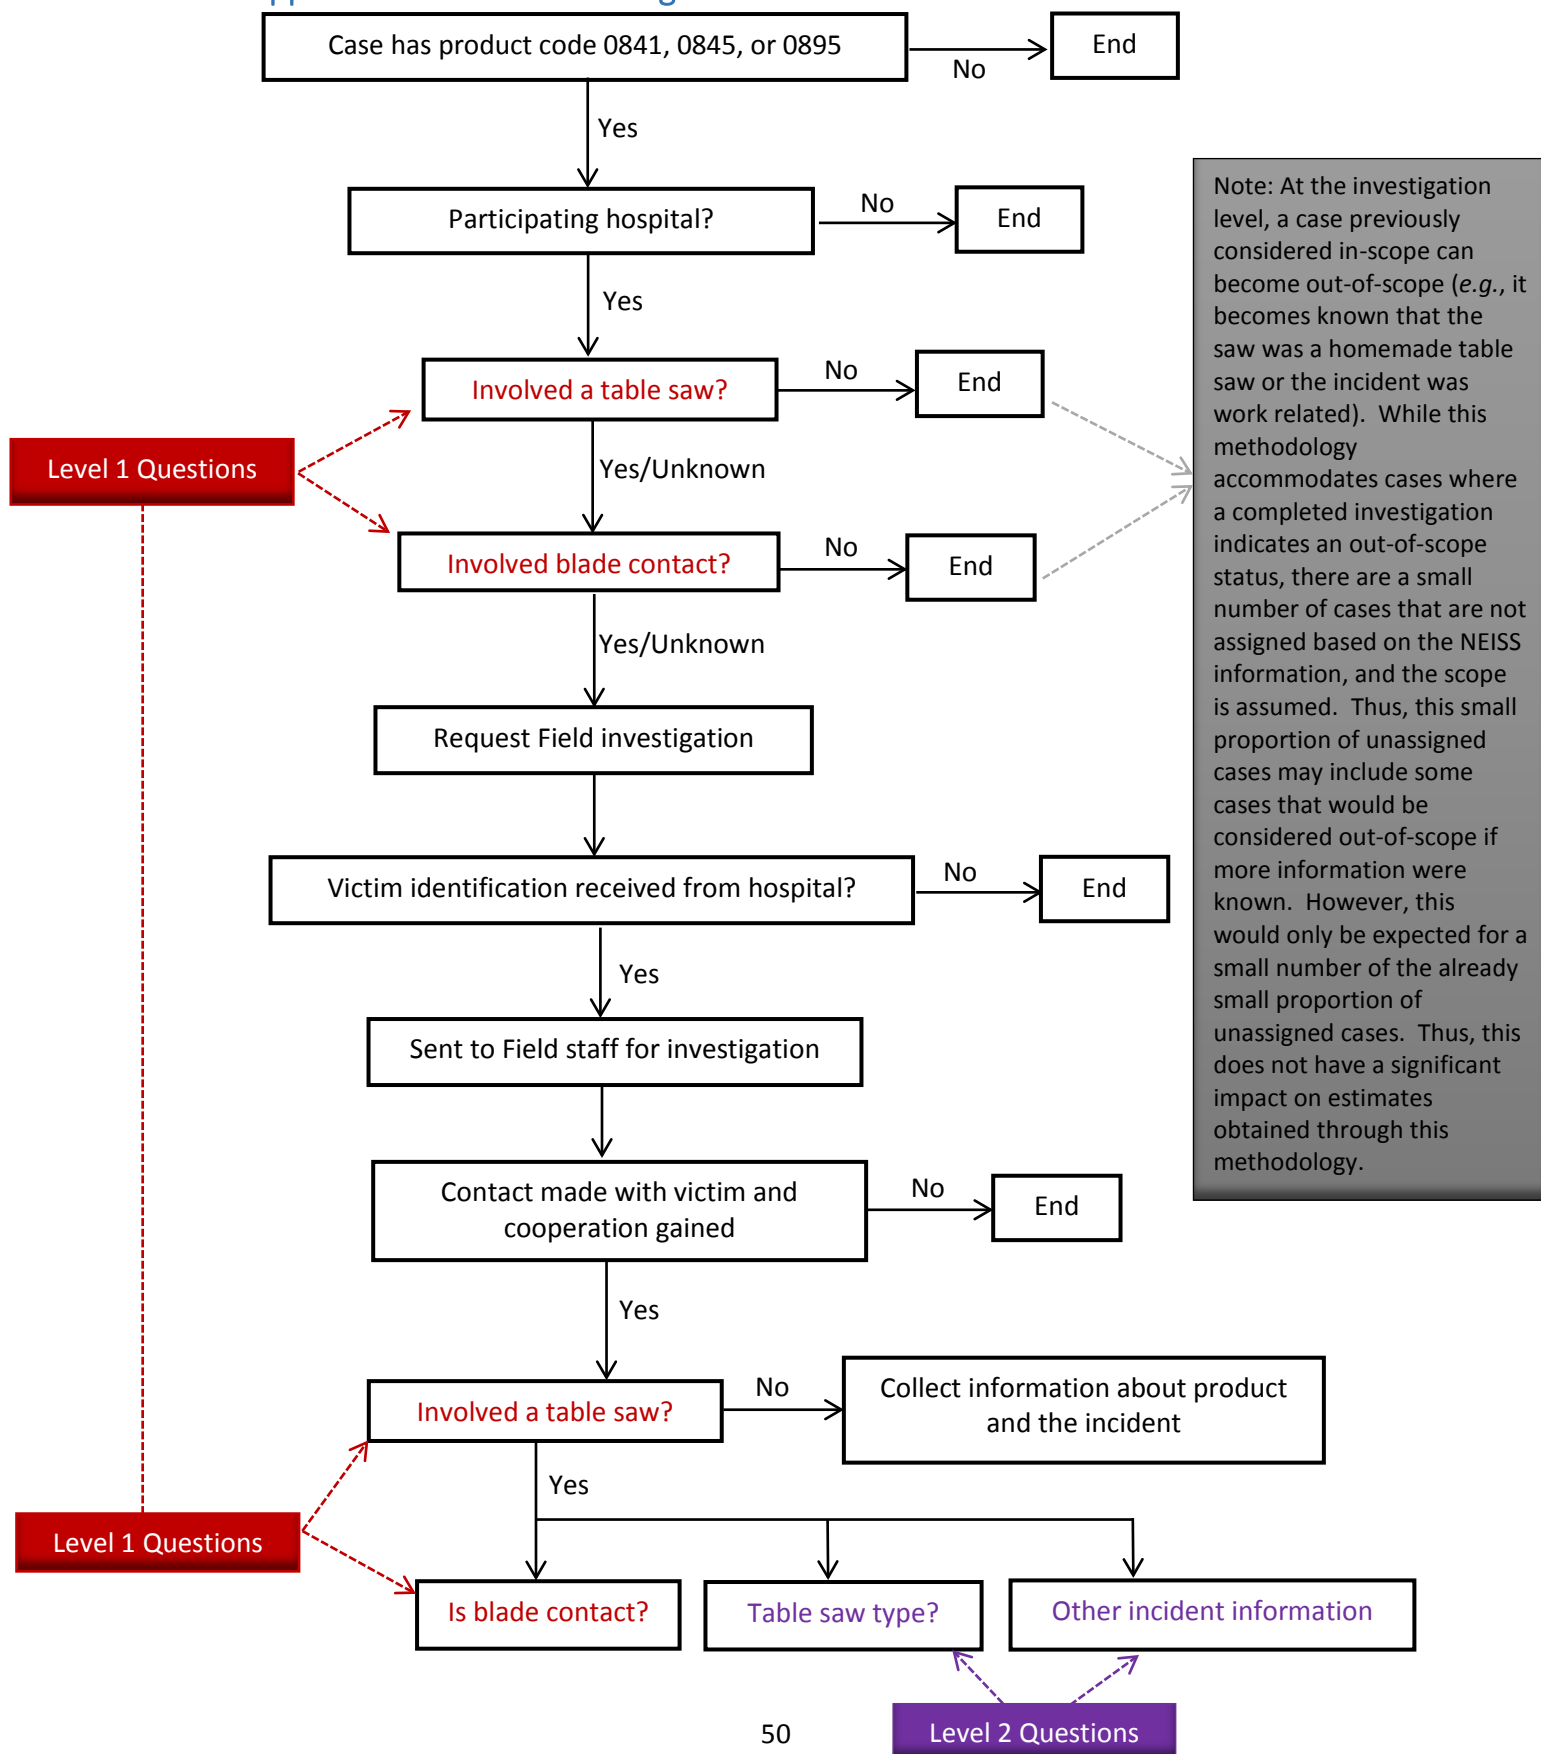 Case has product code 0841, 0845, or 0895
No
End
Yes
Participating hospital?
No
End
Yes
Involved a table saw?
No
End
Level 1 Questions
Yes/Unknown
Involved blade contact?
No
End
Yes/Unknown
Request Field investigation
Victim identification received from hospital?
No
End
Yes
Sent to Field staff for investigation
Contact made with victim and
cooperation gained
No
End
Yes
Involved a table saw?
No
Collect information about product
and the incident
Yes
Level 1 Questions
Is blade contact?
Table saw type?
Other incident information
Level 2 Questions
50
Note: At the investigation
level, a case previously
considered in-scope can
become out-of-scope (e.g., it
becomes known that the
saw was a homemade table
saw or the incident was
work related).  While this
methodology
accommodates cases where
a completed investigation
indicates an out-of-scope
status, there are a small
number of cases that are not
assigned based on the NEISS
information, and the scope
is assumed.  Thus, this small
proportion of unassigned
cases may include some
cases that would be
considered out-of-scope if
more information were
known.  However, this
would only be expected for a
small number of the already
small proportion of
unassigned cases.  Thus, this
does not have a significant
impact on estimates
obtained through this
methodology.